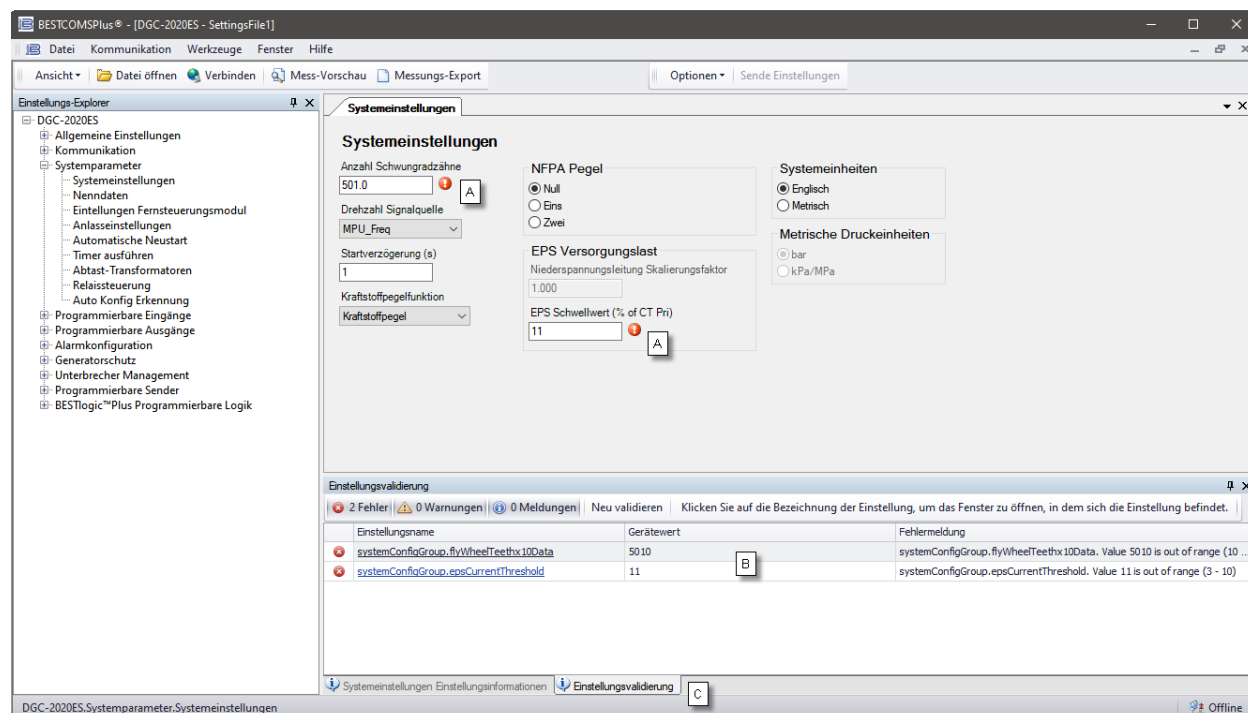 BESTCOMSPlus® - [DGC-2020ES - SettingsFile1]
Datei Kommunikation Werkzeuge Fenster Hilfe
Ansicht Datei öffnen Verbinden Mess-Vorschau Messungs-Export Optionen Sende Einstellungen
Einstellungs-Explorer
DGC-2020ES
Allgemeine Einstellungen
Kommunikation
Systemparameter
Systemeinstellungen
Nenndaten
Eintellungen Fernsteuerungsmodul
Anlasseinstellungen
Automatische Neustart
Timer ausführen
Abtast-Transformatoren
Relaissteuerung
Auto Konfig Erkennung
Programmierbare Eingänge
Programmierbare Ausgänge
Alarmkonfiguration
Generatorschutz
Unterbrecher Management
Programmierbare Sender
BESTlogic™Plus Programmierbare Logik
Systemeinstellungen
Systemeinstellungen
Anzahl Schwungradzähne
501.0
A
Drehzahl Signalquelle
MPU_Freq
Startverzögerung (s)
1
Kraftstoffpegelfunktion
Kraftstoffpegel
NFPA Pegel
Null
Eins
Zwei
EPS Versorgungslast
Niederspannungsleitung Skalierungsfaktor
1.000
EPS Schwellwert (% of CT Pri)
11
A
Systemeinheiten
Englisch
Metrisch
Metrische Druckeinheiten
bar
kPa/MPa
Einstellungsvalidierung
2 Fehler 0 Warnungen 0 Meldungen Neu validieren Klicken Sie auf die Bezeichnung der Einstellung, um das Fenster zu öffnen, in dem sich die Einstellung befindet.
Einstellungsname Gerätewert Fehlermeldung
systemConfigGroup.flyWheelTeethx10Data 5010 systemConfigGroup.flyWheelTeethx10Data. Value 5010 is out of range (10 ...
systemConfigGroup.epsCurrentThreshold 11 systemConfigGroup.epsCurrentThreshold. Value 11 is out of range (3 - 10)
B
Systemeinstellungen Einstellungsinformationen Einstellungsvalidierung
C
DGC-2020ES.Systemparameter.Systemeinstellungen Offline